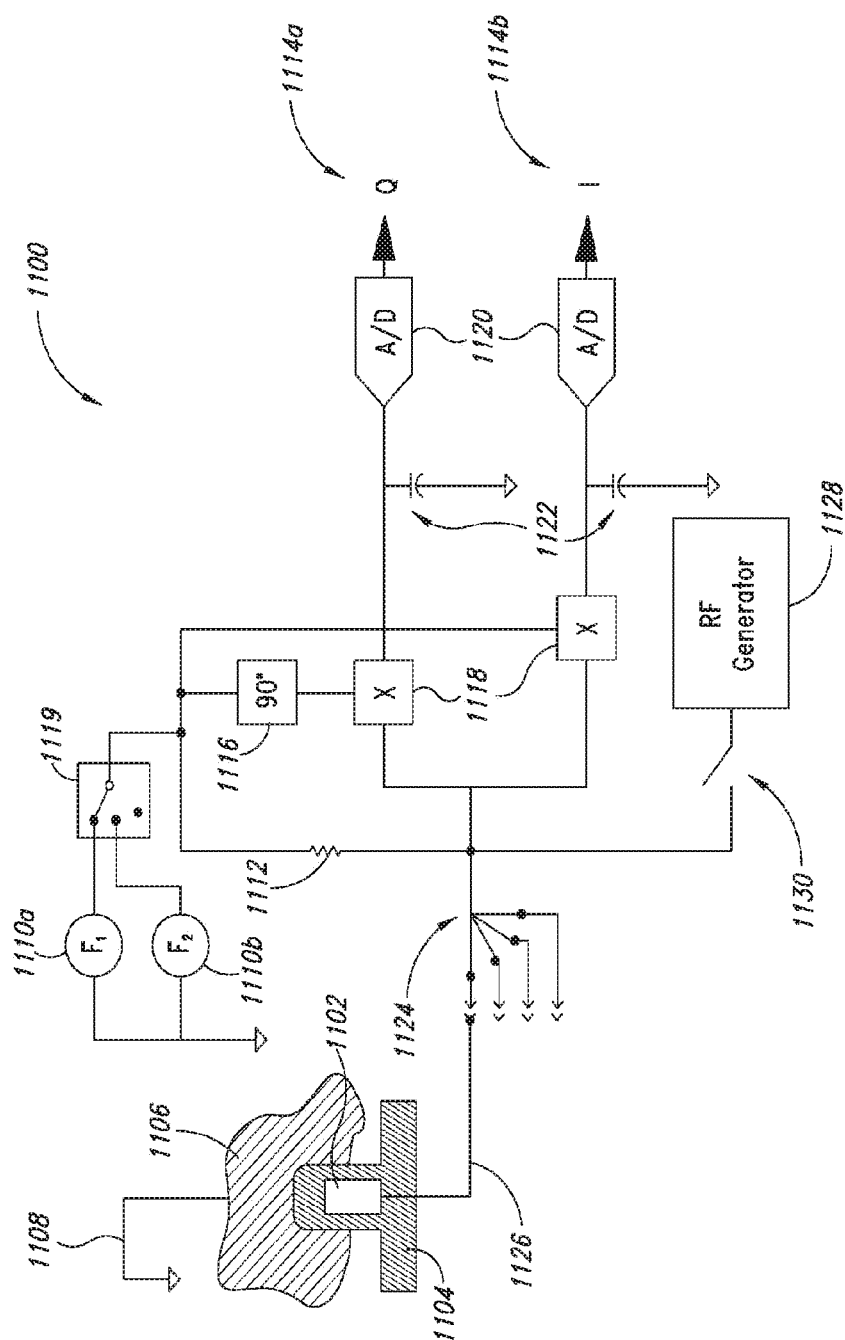 1108
1110a
1119
1100
F₁
1106
F₂
1110b
1112
1116
90°
1114a
1102
X
A/D
Q
1124
1104
1118
1120
1114b
1126
1122
X
A/D
I
RF
Generator
1130
1128